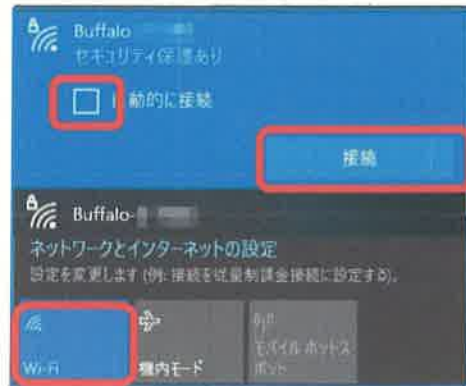 Buffalo
セキュリティ保護あり
動的に接続
接続
Buffalo-
ネットワークとインターネットの設定
設定を変更します (例: 接続を従量制課金接続に設定する)。
Wi-Fi
機内モード
モバイル ホットス
ポット